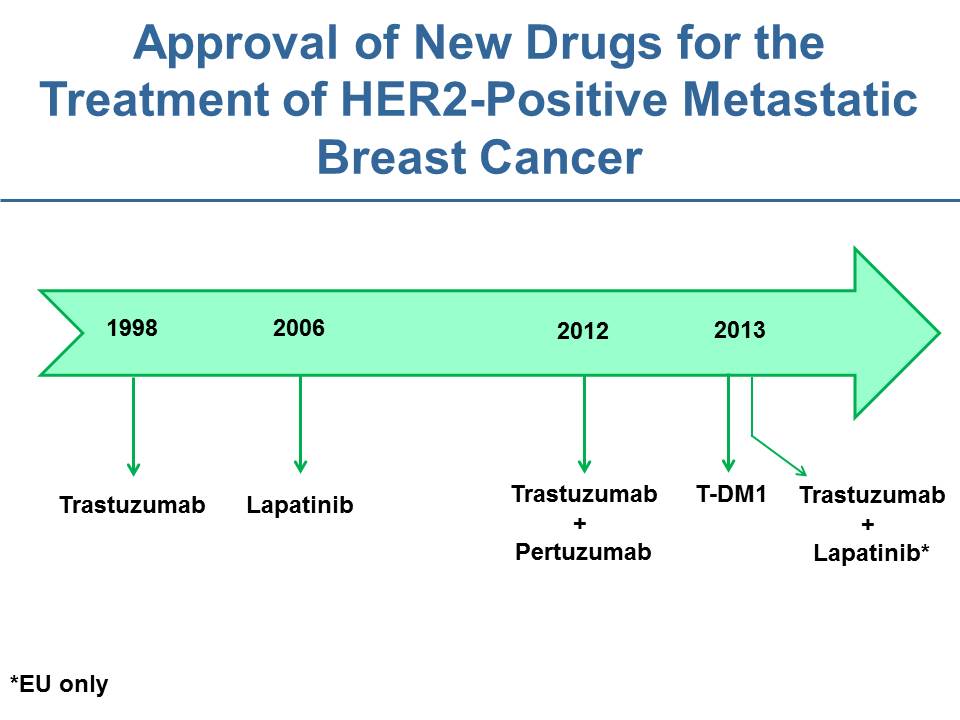 Approval of New Drugs for the
Treatment of HER2-Positive Metastatic
Breast Cancer
1998
2006
2012
2013
Trastuzumab
Lapatinib
Trastuzumab
+
Pertuzumab
T-DM1
Trastuzumab
+
Lapatinib*
*EU only